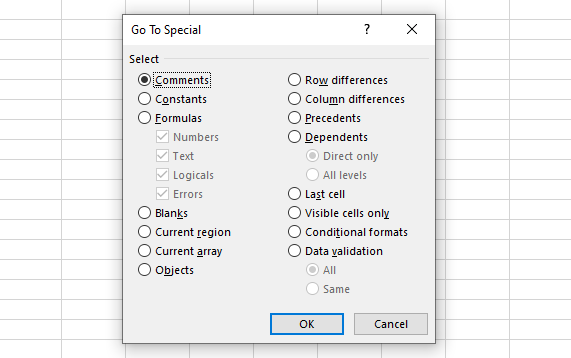 Go To Special
?
Select
Comments
Constants
Formulas
Numbers
Text
Logicals
Errors
Blanks
Current region
Current array
Objects
Row differences
Column differences
Precedents
Dependents
Direct only
All levels
Last cell
Visible cells only
Conditional formats
Data validation
All
Same
OK
Cancel